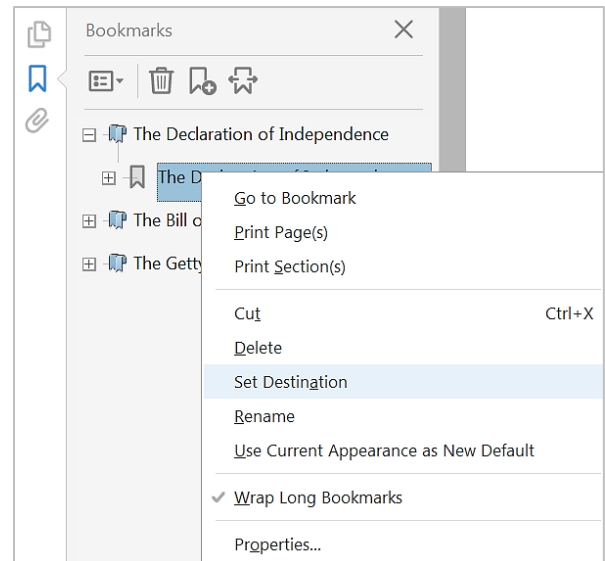 Bookmarks
The Declaration of Independence
The D
The Bill o
The Getty
Go to Bookmark
Print Page(s)
Print Section(s)
Cut Ctrl+X
Delete
Set Destination
Rename
Use Current Appearance as New Default
Wrap Long Bookmarks
Properties...